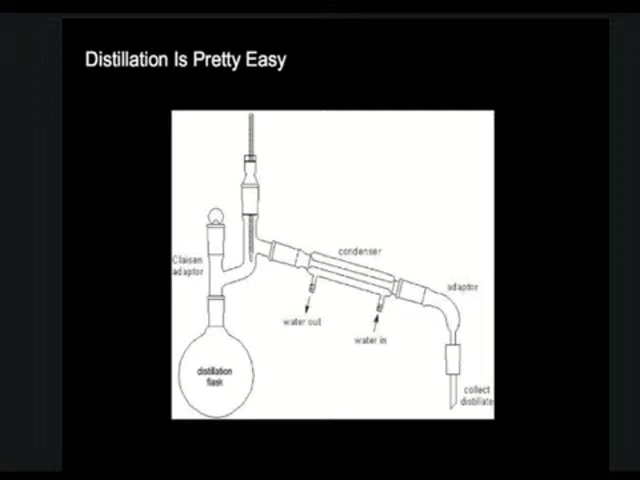 Distillation Is Pretty Easy
Claisen
adaptor
condenser
adaptor
water out
water in
distillation
flask
collect
distillate